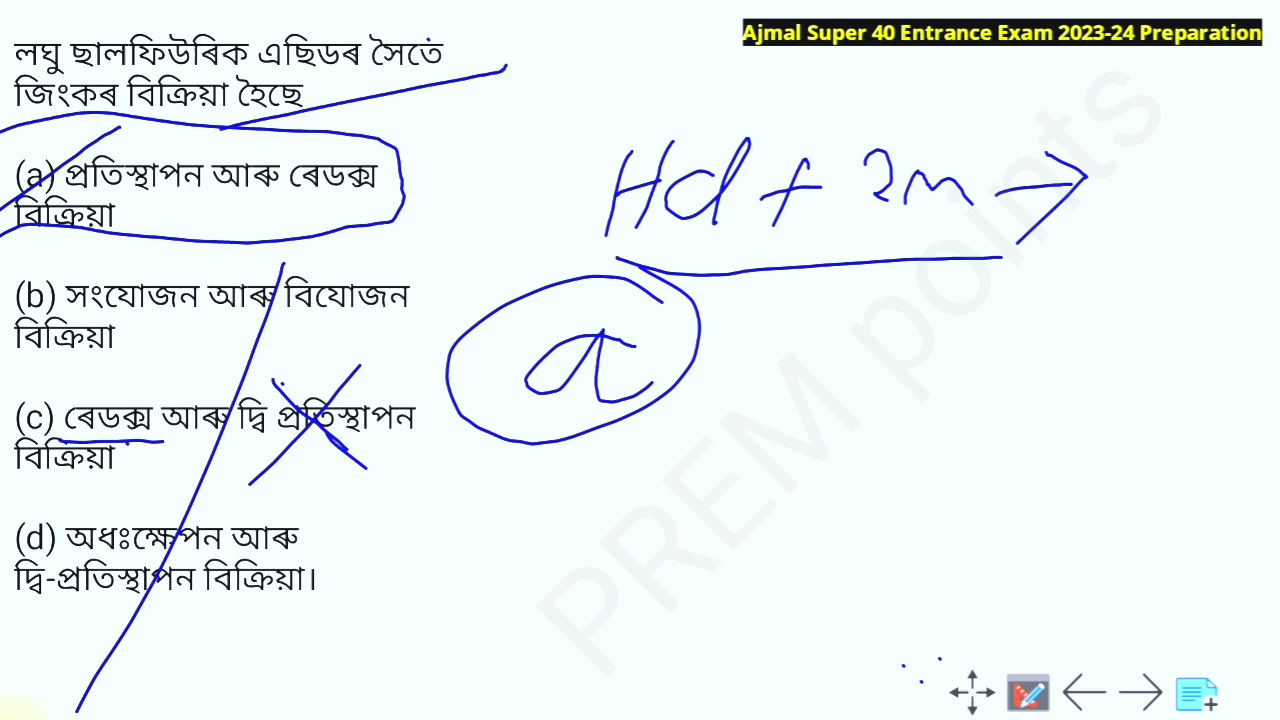 Ajmal Super 40 Entrance Exam 2023-24 Preparation
লঘু ছালফিউৰিক এছিডৰ সৈতে
জিংকৰ বিক্ৰিয়া হৈছে
(a) প্ৰতিস্থাপন আৰু ৰেডক্স
বিক্ৰিয়া
(b) সংযোজন আৰু বিযোজন
বিক্ৰিয়া
(c) ৰেডক্স আৰু দ্বি প্ৰতিস্থাপন
বিক্ৰিয়া
(d) অধঃক্ষেপন আৰু
দ্বি-প্ৰতিস্থাপন বিক্ৰিয়া।
HCl + Zn →
a
PREM points